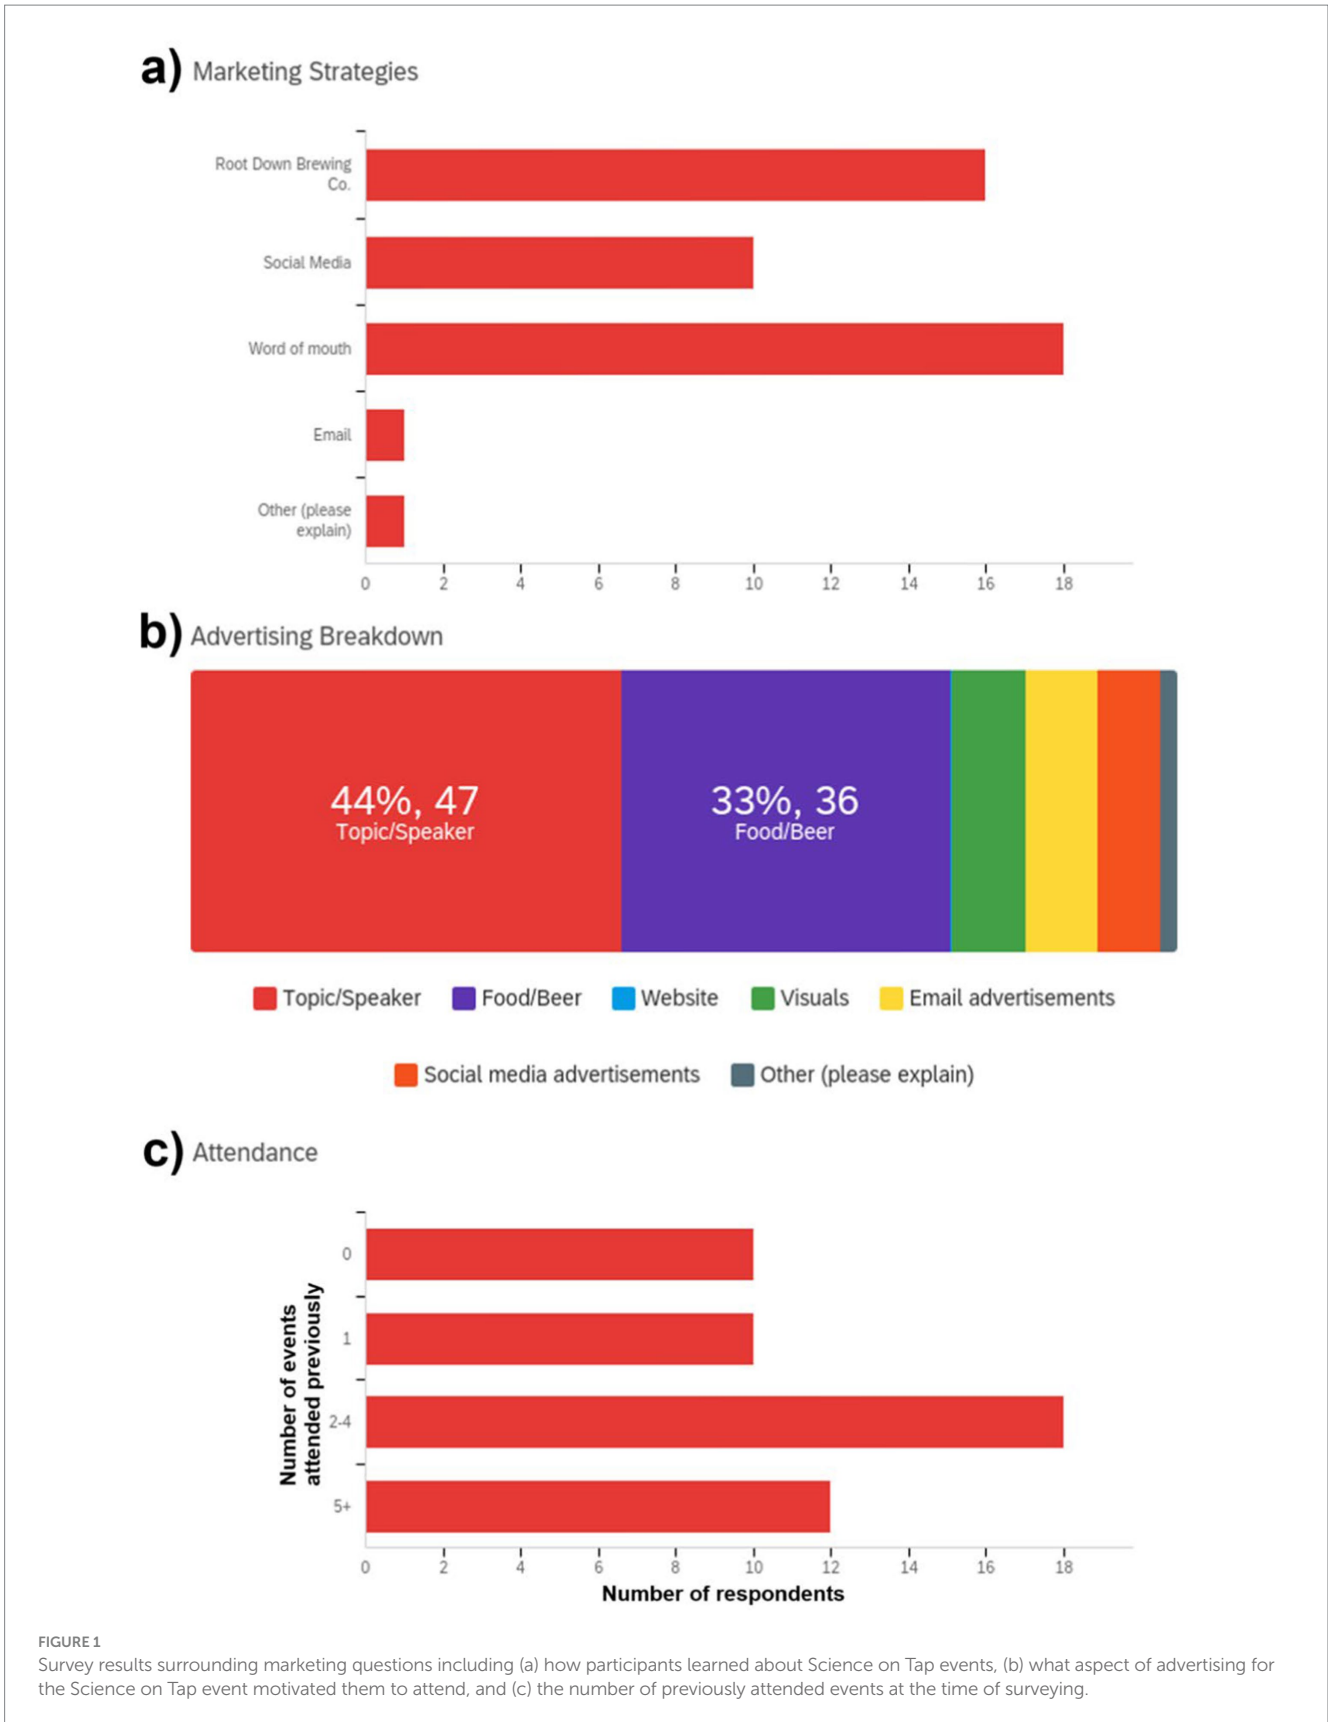 a) Marketing Strategies
Root Down Brewing
Co.
Social Media
Word of mouth
Email
Other (please
explain)
0 2 4 6 8 10 12 14 16 18
b) Advertising Breakdown
44%, 47
Topic/Speaker
33%, 36
Food/Beer
Topic/Speaker Food/Beer Website Visuals Email advertisements
Social media advertisements Other (please explain)
c) Attendance
Number of events
attended previously
0
1
2-4
5+
0 2 4 6 8 10 12 14 16 18
Number of respondents
FIGURE 1
Survey results surrounding marketing questions including (a) how participants learned about Science on Tap events, (b) what aspect of advertising for
the Science on Tap event motivated them to attend, and (c) the number of previously attended events at the time of surveying.